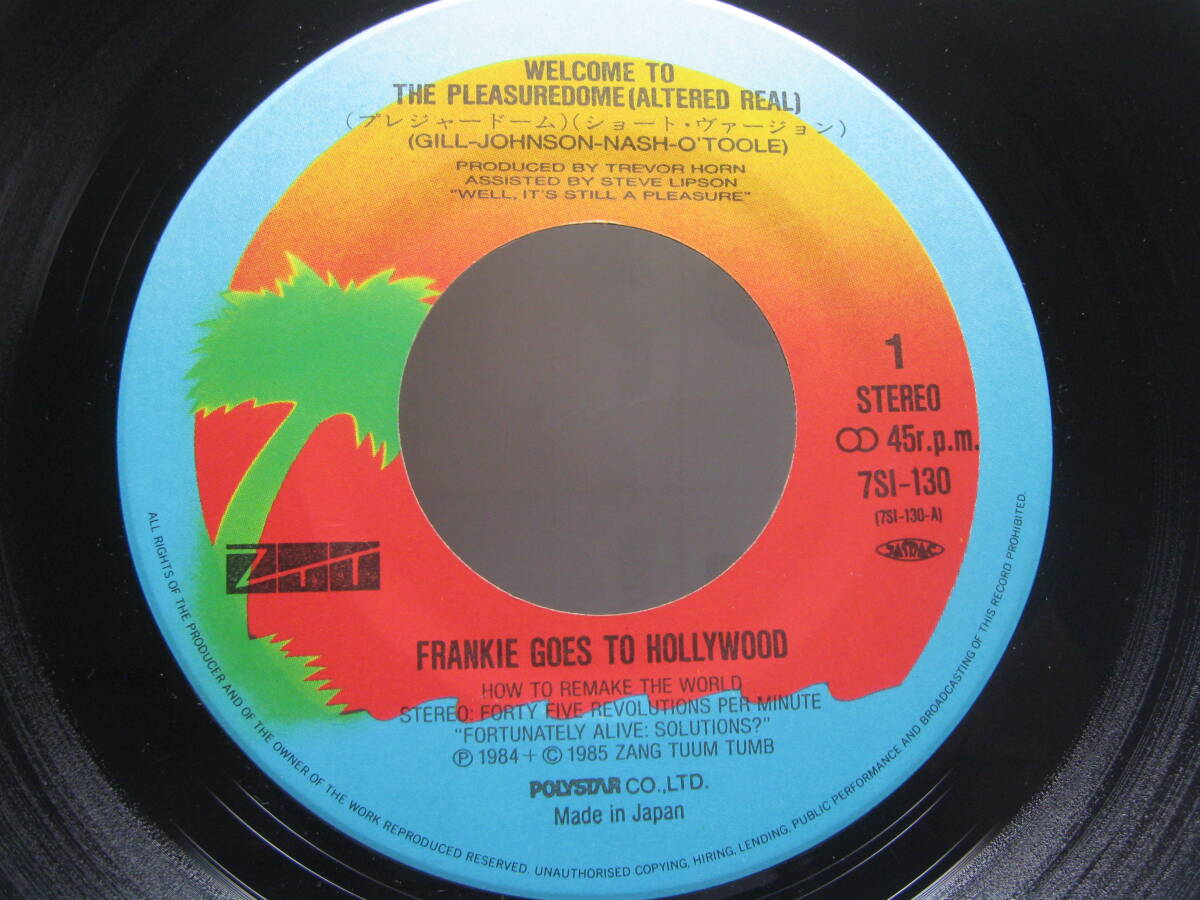 WELCOME TO
THE PLEASUREDOME(ALTERED REAL)
(プレジャードーム)(ショート・ヴァージョン)
(GILL-JOHNSON-NASH-O'TOOLE)
PRODUCED BY TREVOR HORN
ASSISTED BY STEVE LIPSON
"WELL, IT'S STILL A PLEASURE"
1
STEREO
45r.p.m.
7SI-130
(7SI-130-A)
JASRAC
ZTT
FRANKIE GOES TO HOLLYWOOD
HOW TO REMAKE THE WORLD
STEREO: FORTY FIVE REVOLUTIONS PER MINUTE
"FORTUNATELY ALIVE: SOLUTIONS?"
Ⓟ 1984 + © 1985 ZANG TUUM TUMB
POLYSTAR CO.,LTD.
Made in Japan
ALL RIGHTS OF THE PRODUCER AND OF THE OWNER OF THE WORK REPRODUCED RESERVED. UNAUTHORISED COPYING, HIRING, LENDING, PUBLIC PERFORMANCE AND BROADCASTING OF THIS RECORD PROHIBITED.